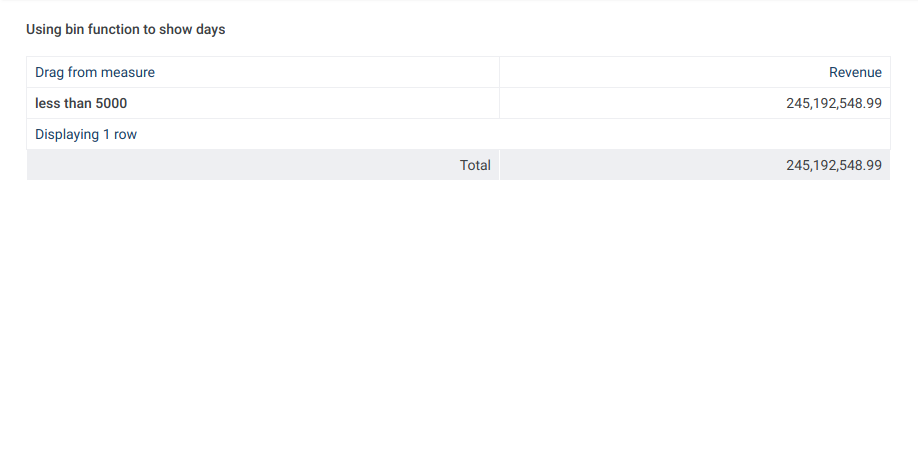 Using bin function to show days
Drag from measure Revenue
less than 5000 245,192,548.99
Displaying 1 row
Total 245,192,548.99